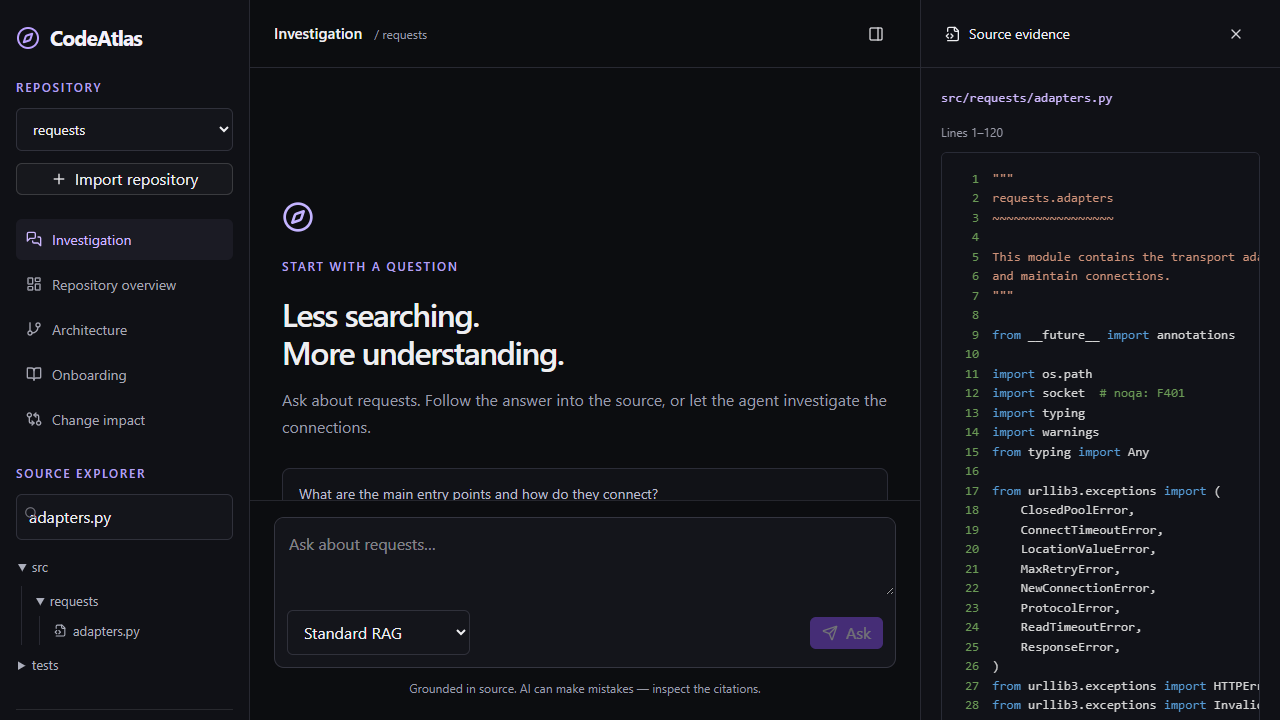 CodeAtlas
REPOSITORY
requests
Import repository
Investigation
Repository overview
Architecture
Onboarding
Change impact
SOURCE EXPLORER
adapters.py
src
requests
adapters.py
tests
Investigation / requests
START WITH A QUESTION
Less searching.
More understanding.
Ask about requests. Follow the answer into the source, or let the agent investigate the
connections.
What are the main entry points and how do they connect?
Ask about requests...
Standard RAG
Ask
Grounded in source. AI can make mistakes — inspect the citations.
Source evidence
src/requests/adapters.py
Lines 1–120
1 """
2 requests.adapters
3 ~~~~~~~~~~~~~~~~~
4
5 This module contains the transport ada
6 and maintain connections.
7 """
8
9 from __future__ import annotations
10
11 import os.path
12 import socket  # noqa: F401
13 import typing
14 import warnings
15 from typing import Any
16
17 from urllib3.exceptions import (
18     ClosedPoolError,
19     ConnectTimeoutError,
20     LocationValueError,
21     MaxRetryError,
22     NewConnectionError,
23     ProtocolError,
24     ReadTimeoutError,
25     ResponseError,
26 )
27 from urllib3.exceptions import HTTPErr
28 from urllib3.exceptions import Invali